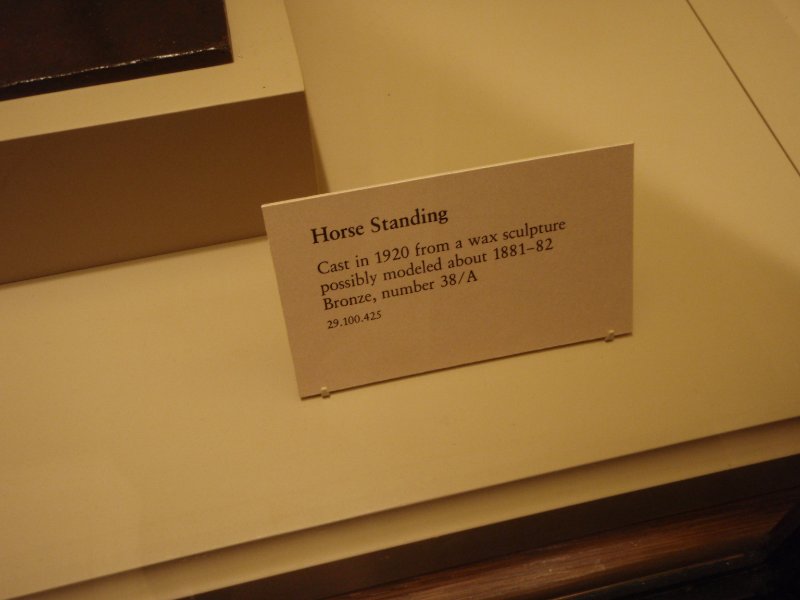 Horse Standing
Cast in 1920 from a wax sculpture
possibly modeled about 1881–82
Bronze, number 38/A
29.100.425